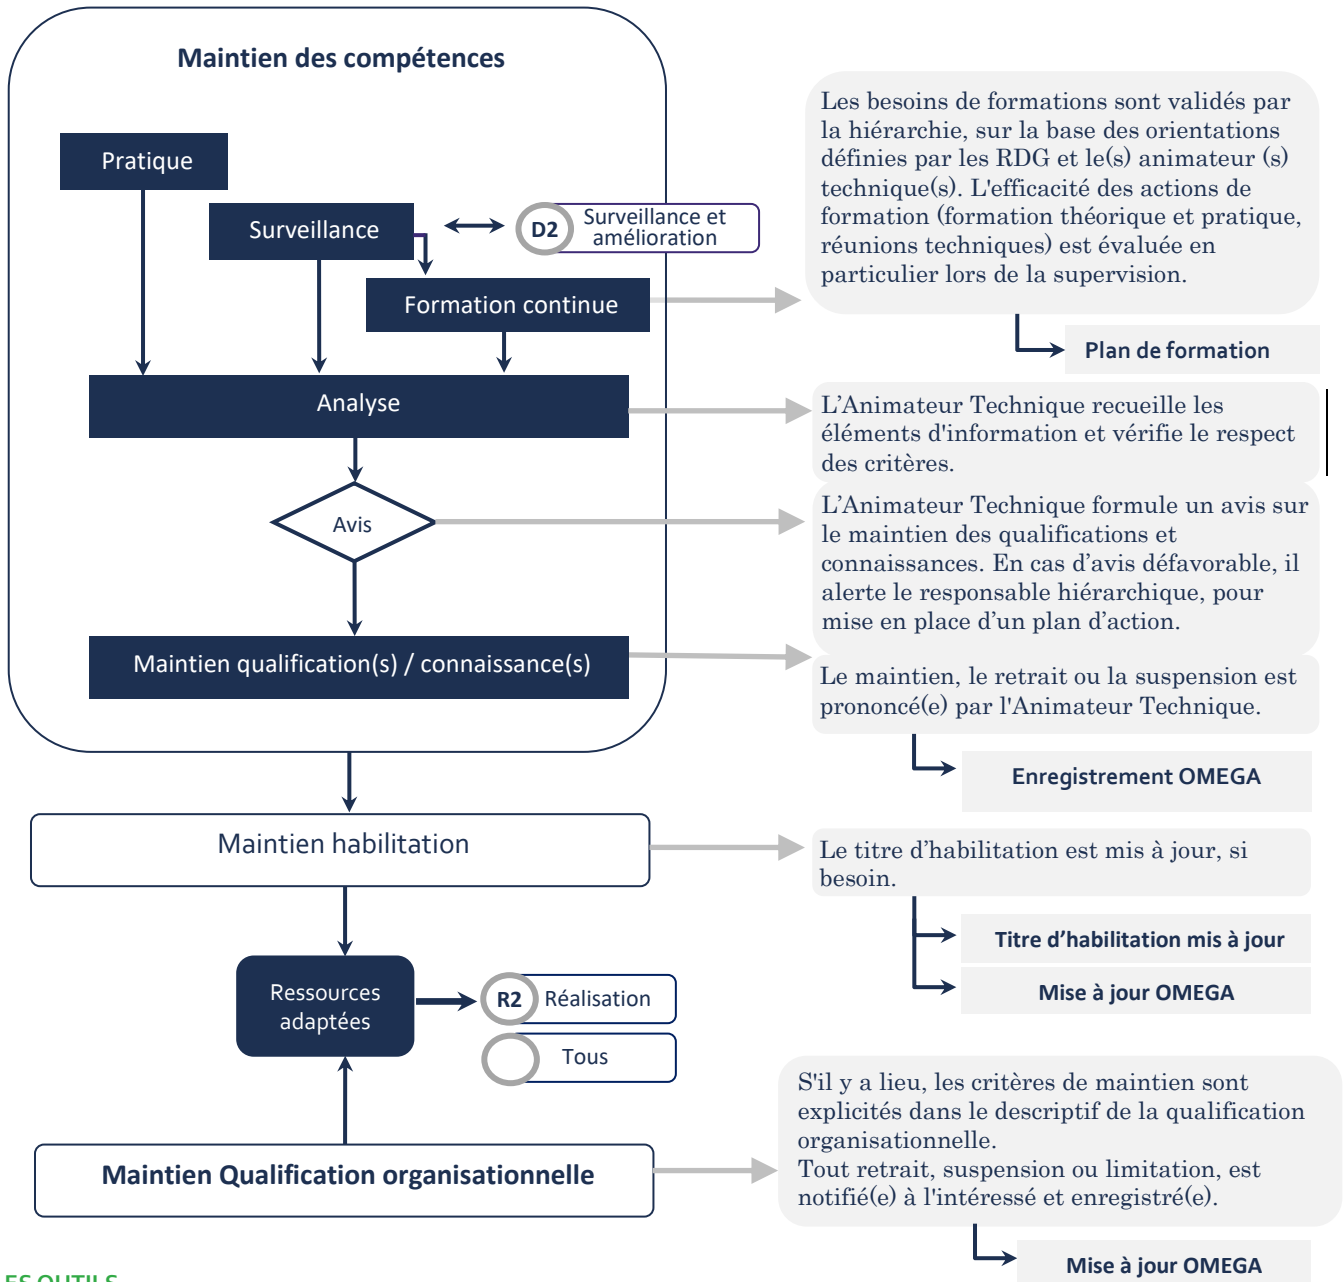 Maintien des compétences
Pratique
Surveillance
D2
Surveillance et
amélioration
Formation continue
Les besoins de formations sont validés par
la hiérarchie, sur la base des orientations
définies par les RDG et le(s) animateur (s)
technique(s). L'efficacité des actions de
formation (formation théorique et pratique,
réunions techniques) est évaluée en
particulier lors de la supervision.
Plan de formation
Analyse
L’Animateur Technique recueille les
éléments d'information et vérifie le respect
des critères.
Avis
L’Animateur Technique formule un avis sur
le maintien des qualifications et
connaissances. En cas d’avis défavorable, il
alerte le responsable hiérarchique, pour
mise en place d’un plan d’action.
Maintien qualification(s) / connaissance(s)
Le maintien, le retrait ou la suspension est
prononcé(e) par l'Animateur Technique.
Enregistrement OMEGA
Maintien habilitation
Le titre d’habilitation est mis à jour, si
besoin.
Titre d’habilitation mis à jour
Mise à jour OMEGA
Ressources
adaptées
R2 Réalisation
Tous
Maintien Qualification organisationnelle
S'il y a lieu, les critères de maintien sont
explicités dans le descriptif de la qualification
organisationnelle.
Tout retrait, suspension ou limitation, est
notifié(e) à l'intéressé et enregistré(e).
Mise à jour OMEGA
ES OUTILS